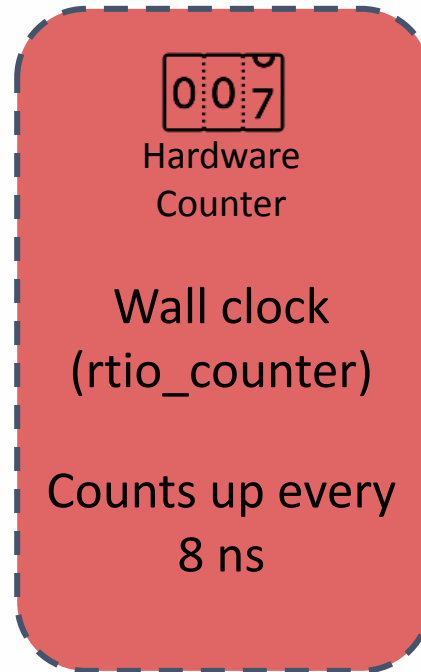 007
Hardware
Counter
Wall clock
(rtio_counter)
Counts up every
8 ns